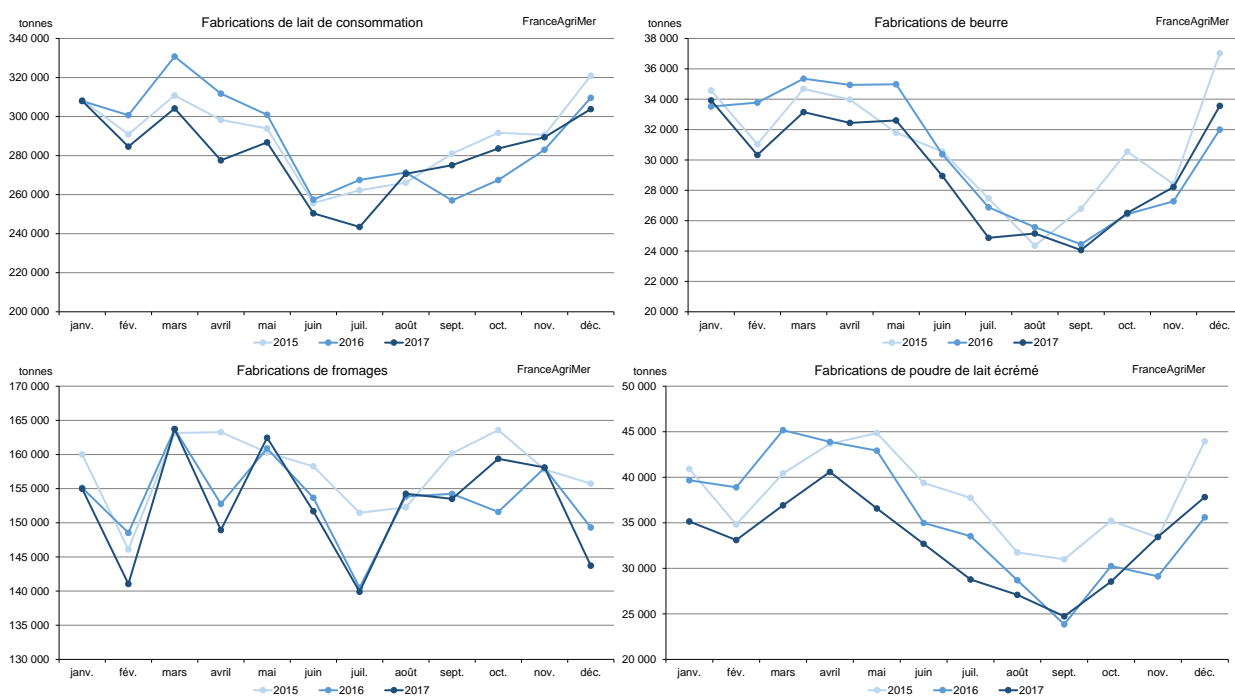 tonnes Fabrications de lait de consommation FranceAgriMer
340 000
320 000
300 000
280 000
260 000
240 000
220 000
200 000
janv. fév. mars avril mai juin juil. août sept. oct. nov. déc.
2015 2016 2017
tonnes Fabrications de beurre FranceAgriMer
38 000
36 000
34 000
32 000
30 000
28 000
26 000
24 000
22 000
20 000
janv. fév. mars avril mai juin juil. août sept. oct. nov. déc.
2015 2016 2017
tonnes Fabrications de fromages FranceAgriMer
170 000
165 000
160 000
155 000
150 000
145 000
140 000
135 000
130 000
janv. fév. mars avril mai juin juil. août sept. oct. nov. déc.
2015 2016 2017
tonnes Fabrications de poudre de lait écrémé FranceAgriMer
50 000
45 000
40 000
35 000
30 000
25 000
20 000
janv. fév. mars avril mai juin juil. août sept. oct. nov. déc.
2015 2016 2017